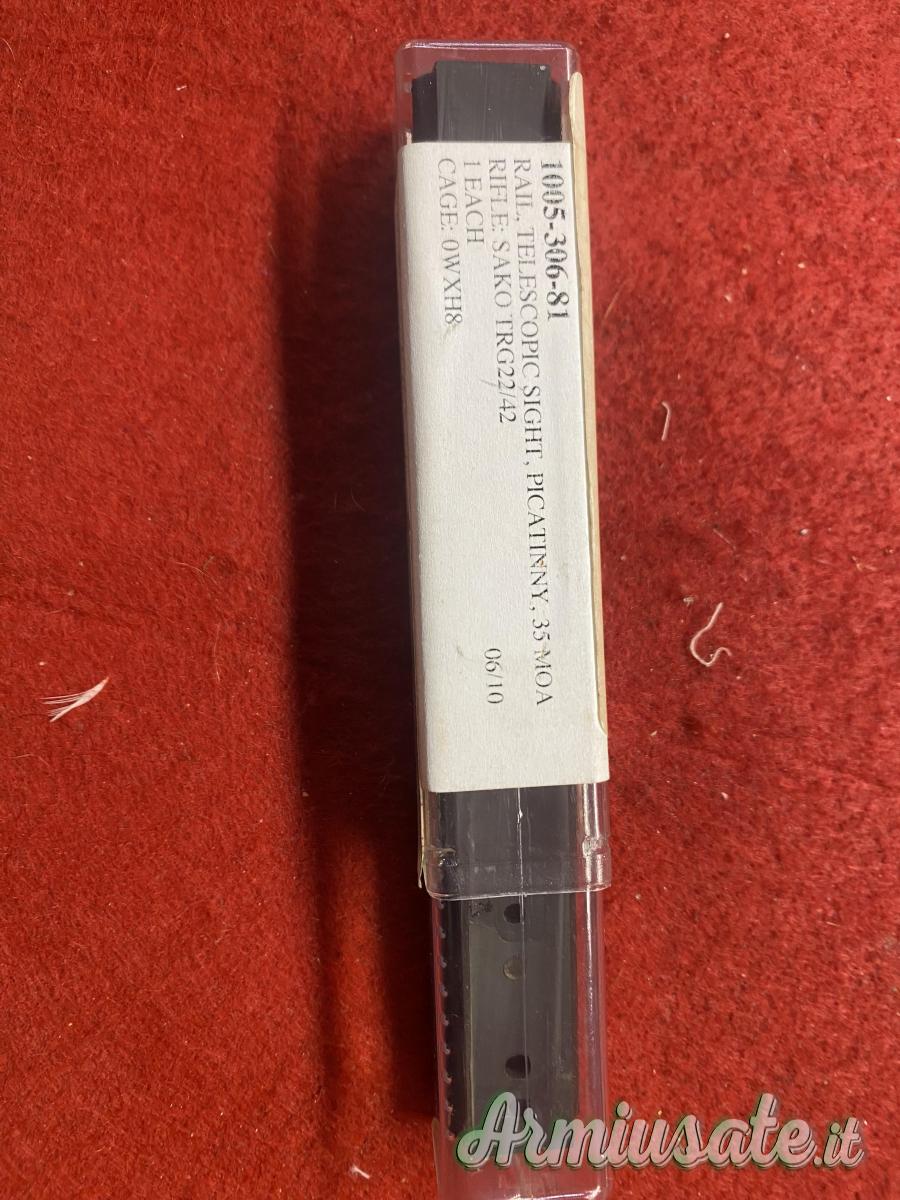 1005-306-81
RAIL, TELESCOPIC SIGHT, PICATINNY, 35 MOA
RIFLE: SAKO TRG22/42
06/10
1 EACH
CAGE: 0WXH8
Armiusate.it